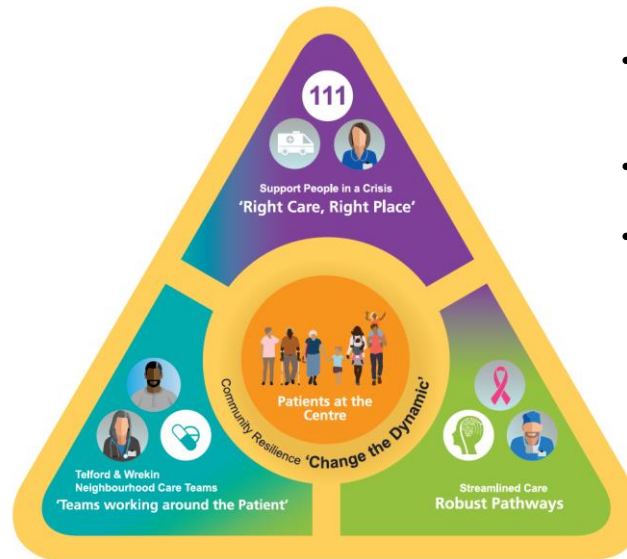 111
Support People in a Crisis
'Right Care, Right Place'
Patients at the
Centre
Community Resilience 'Change the Dynamic'
Telford & Wrekin
Neighbourhood Care Teams
'Teams working around the Patient'
Streamlined Care
Robust Pathways